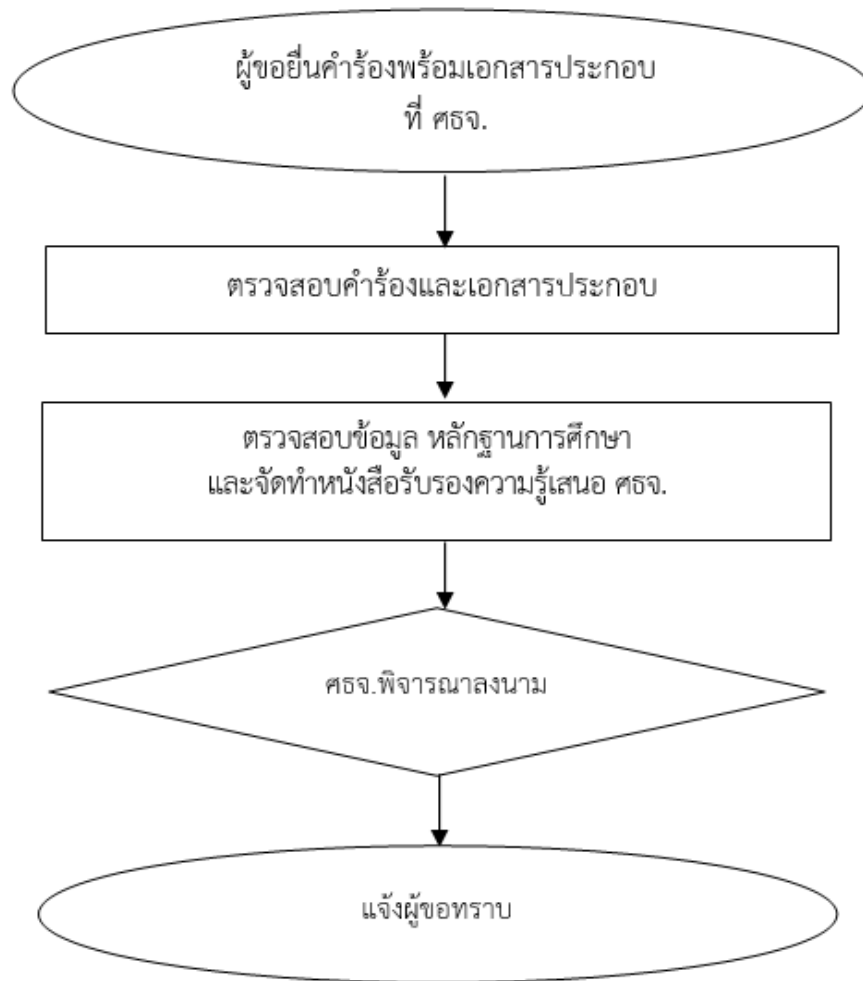 ผู้ขอยื่นคำร้องพร้อมเอกสารประกอบ
ที่ ศธจ.
ตรวจสอบคำร้องและเอกสารประกอบ
ตรวจสอบข้อมูล หลักฐานการศึกษา
และจัดทำหนังสือรับรองความรู้เสนอ ศธจ.
ศธจ.พิจารณาลงนาม
แจ้งผู้ขอทราบ